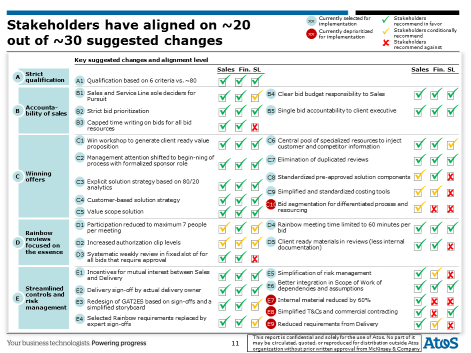 Stakeholders have aligned on ~20
out of ~30 suggested changes
Currently selected for
implementation
Currently deprioritized
for implementation
Stakeholders
recommend in favor
Stakeholders conditionally
recommend
Stakeholders
recommend against
Key suggested changes and alignment level
Sales Fin. SL
Sales Fin. SL
A Strict
qualification
A1 Qualification based on 6 criteria vs. ~80
B Accounta-
bility of sales
B1 Sales and Service Line sole deciders for
Pursuit
B2 Strict bid prioritization
B3 Capped time writing on bids for all bid
resources
B4 Clear bid budget responsibility to Sales
B5 Single bid accountability to client executive
C Winning
offers
C1 Win workshop to generate client ready value
proposition
C2 Management attention shifted to begin-ning of
process with formalized sponsor role
C3 Explicit solution strategy based on 80/20
analytics
C4 Customer-based solution strategy
C5 Value scope solution
C6 Central pool of specialized resources to inject
customer and competitor information
C7 Elimination of duplicated reviews
C8 Standardised pre-approved solution components
C9 Simplified and standardized costing tools
C10 Bid segmentation for differentiated process and
resourcing
D Rainbow
reviews
focused on
the essence
D1 Participation reduced to maximum 7 people
per meeting
D2 Increased authorization clip levels
D3 Systematic weekly review in fixed slot for of
all bids that require approval
D4 Rainbow meeting time limited to 60 minutes per
bid
D5 Client ready materials in reviews (less internal
documentation)
E Streamlined
controls and
risk
management
E1 Incentives for mutual interest between Sales
and Delivery
E2 Delivery sign-off by actual delivery owner
E3 Redesign of GAT2ES based on sign-offs and a
simplified storyboard
E4 Selected Rainbow requirements replaced by
expert sign-offs
E5 Simplification of risk management
E6 Better integration in Scope of Work of
dependencies and assumptions
E7 Internal material reduced by 60%
E8 Simplified T&Cs and commercial contracting
E9 Reduced requirements from Delivery
Your business technologists. Powering progress
11
This report is confidential and solely for the use of Atos. No part of it
may be circulated, quoted, or reproduced for distribution outside Atos
organization without prior written approval from McKinsey & Company
Atos